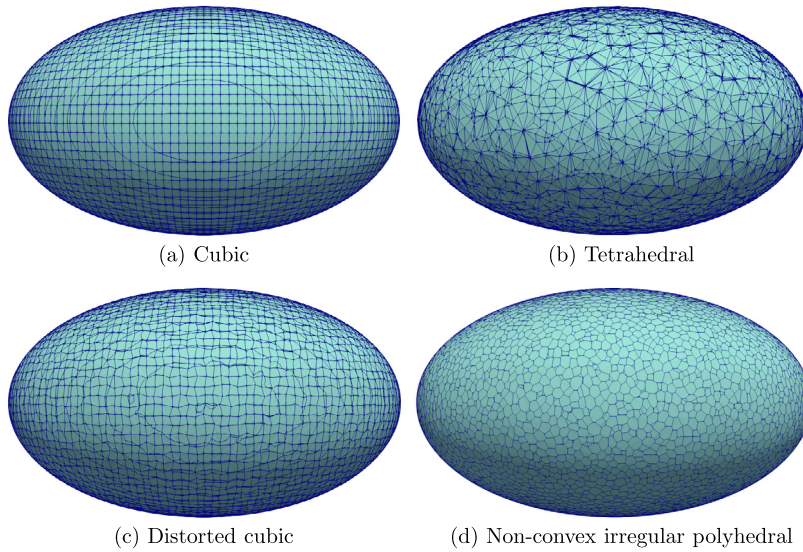 (a) Cubic
(b) Tetrahedral
(c) Distorted cubic
(d) Non-convex irregular polyhedral